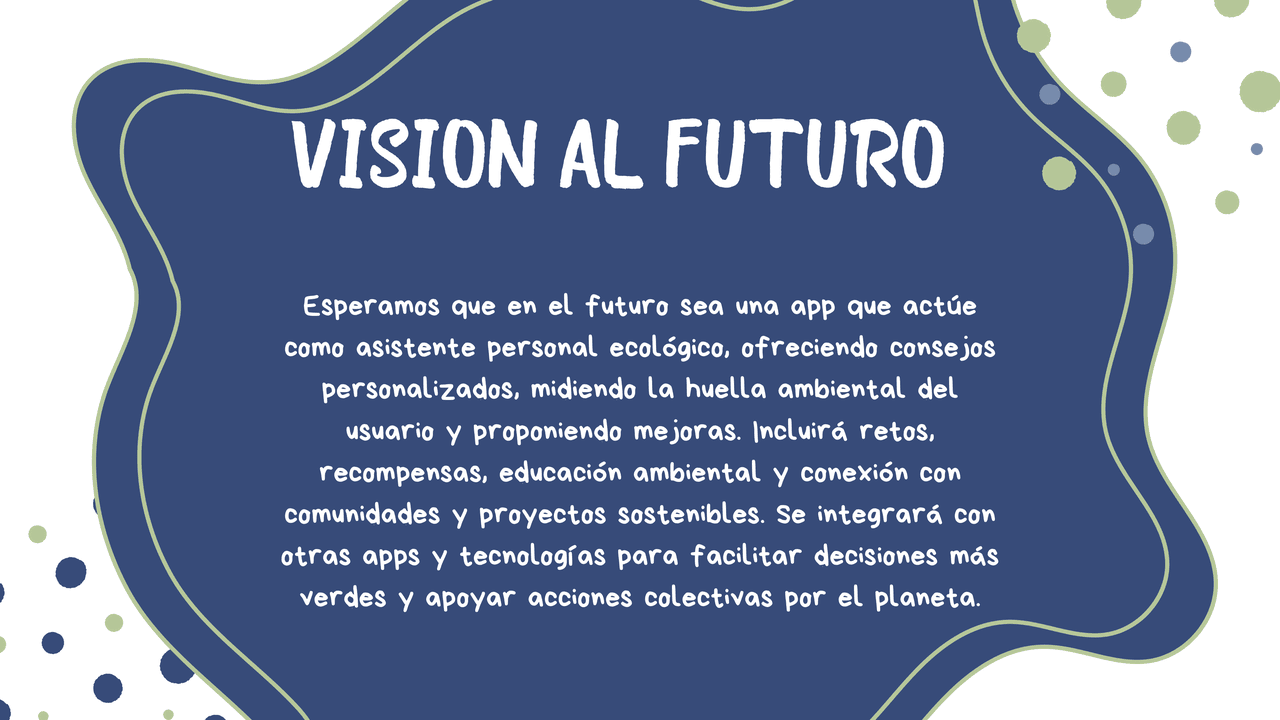 VISION AL FUTURO
Esperamos que en el futuro sea una app que actúe
como asistente personal ecológico, ofreciendo consejos
personalizados, midiendo la huella ambiental del
usuario y proponiendo mejoras. Incluirá retos,
recompensas, educación ambiental y conexión con
comunidades y proyectos sostenibles. Se integrará con
otras apps y tecnologías para facilitar decisiones más
verdes y apoyar acciones colectivas por el planeta.